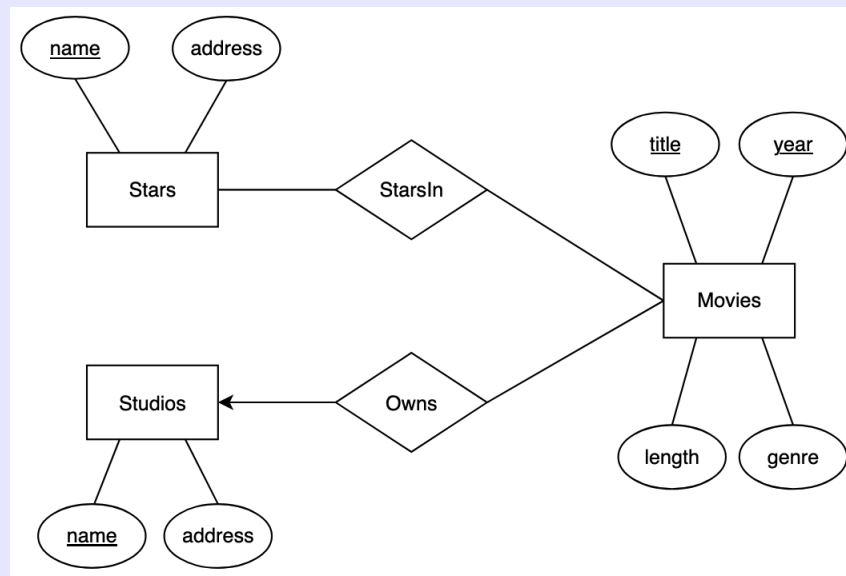 name
address
title
year
Stars
StarsIn
Movies
Studios
Owns
length
genre
name
address